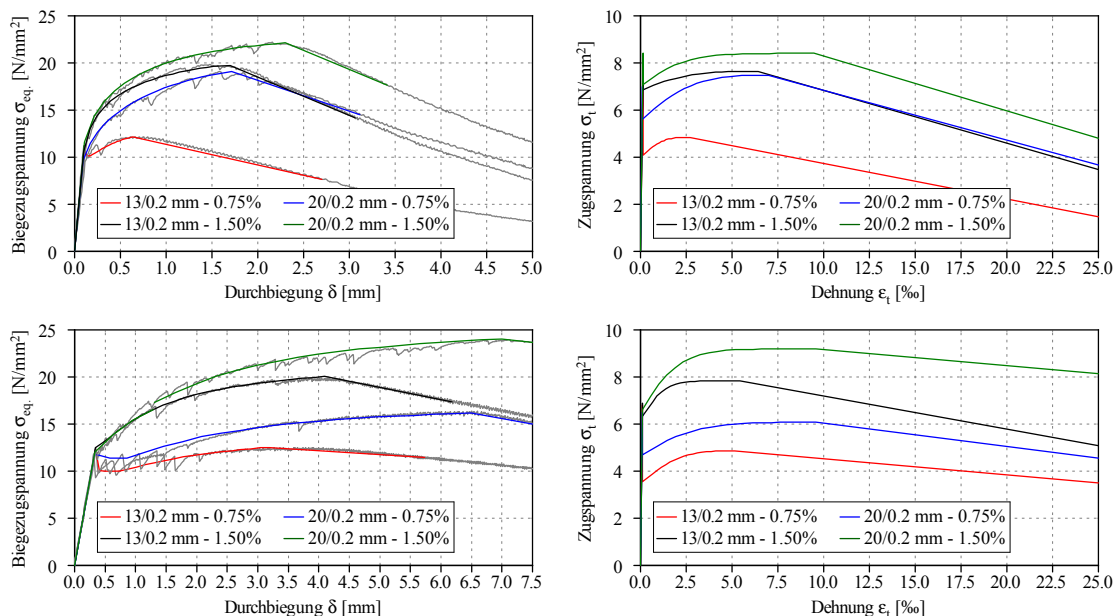 Biegezugspannung σeq. [N/mm²]
25
20
15
10
5
0
13/0.2 mm - 0.75%
20/0.2 mm - 0.75%
13/0.2 mm - 1.50%
20/0.2 mm - 1.50%
0.0 0.5 1.0 1.5 2.0 2.5 3.0 3.5 4.0 4.5 5.0
Durchbiegung δ [mm]
Zugspannung σt [N/mm²]
10
8
6
4
2
0
13/0.2 mm - 0.75%
20/0.2 mm - 0.75%
13/0.2 mm - 1.50%
20/0.2 mm - 1.50%
0.0 2.5 5.0 7.5 10.0 12.5 15.0 17.5 20.0 22.5 25.0
Dehnung εt [‰]
Biegezugspannung σeq. [N/mm²]
25
20
15
10
5
0
13/0.2 mm - 0.75%
20/0.2 mm - 0.75%
13/0.2 mm - 1.50%
20/0.2 mm - 1.50%
0.0 0.5 1.0 1.5 2.0 2.5 3.0 3.5 4.0 4.5 5.0 5.5 6.0 6.5 7.0 7.5
Durchbiegung δ [mm]
Zugspannung σt [N/mm²]
10
8
6
4
2
0
13/0.2 mm - 0.75%
20/0.2 mm - 0.75%
13/0.2 mm - 1.50%
20/0.2 mm - 1.50%
0.0 2.5 5.0 7.5 10.0 12.5 15.0 17.5 20.0 22.5 25.0
Dehnung εt [‰]